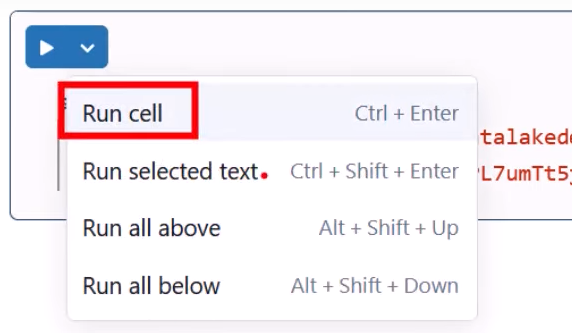 Run cell Ctrl + Enter
Run selected text Ctrl + Shift + Enter
Run all above Alt + Shift + Up
Run all below Alt + Shift + Down